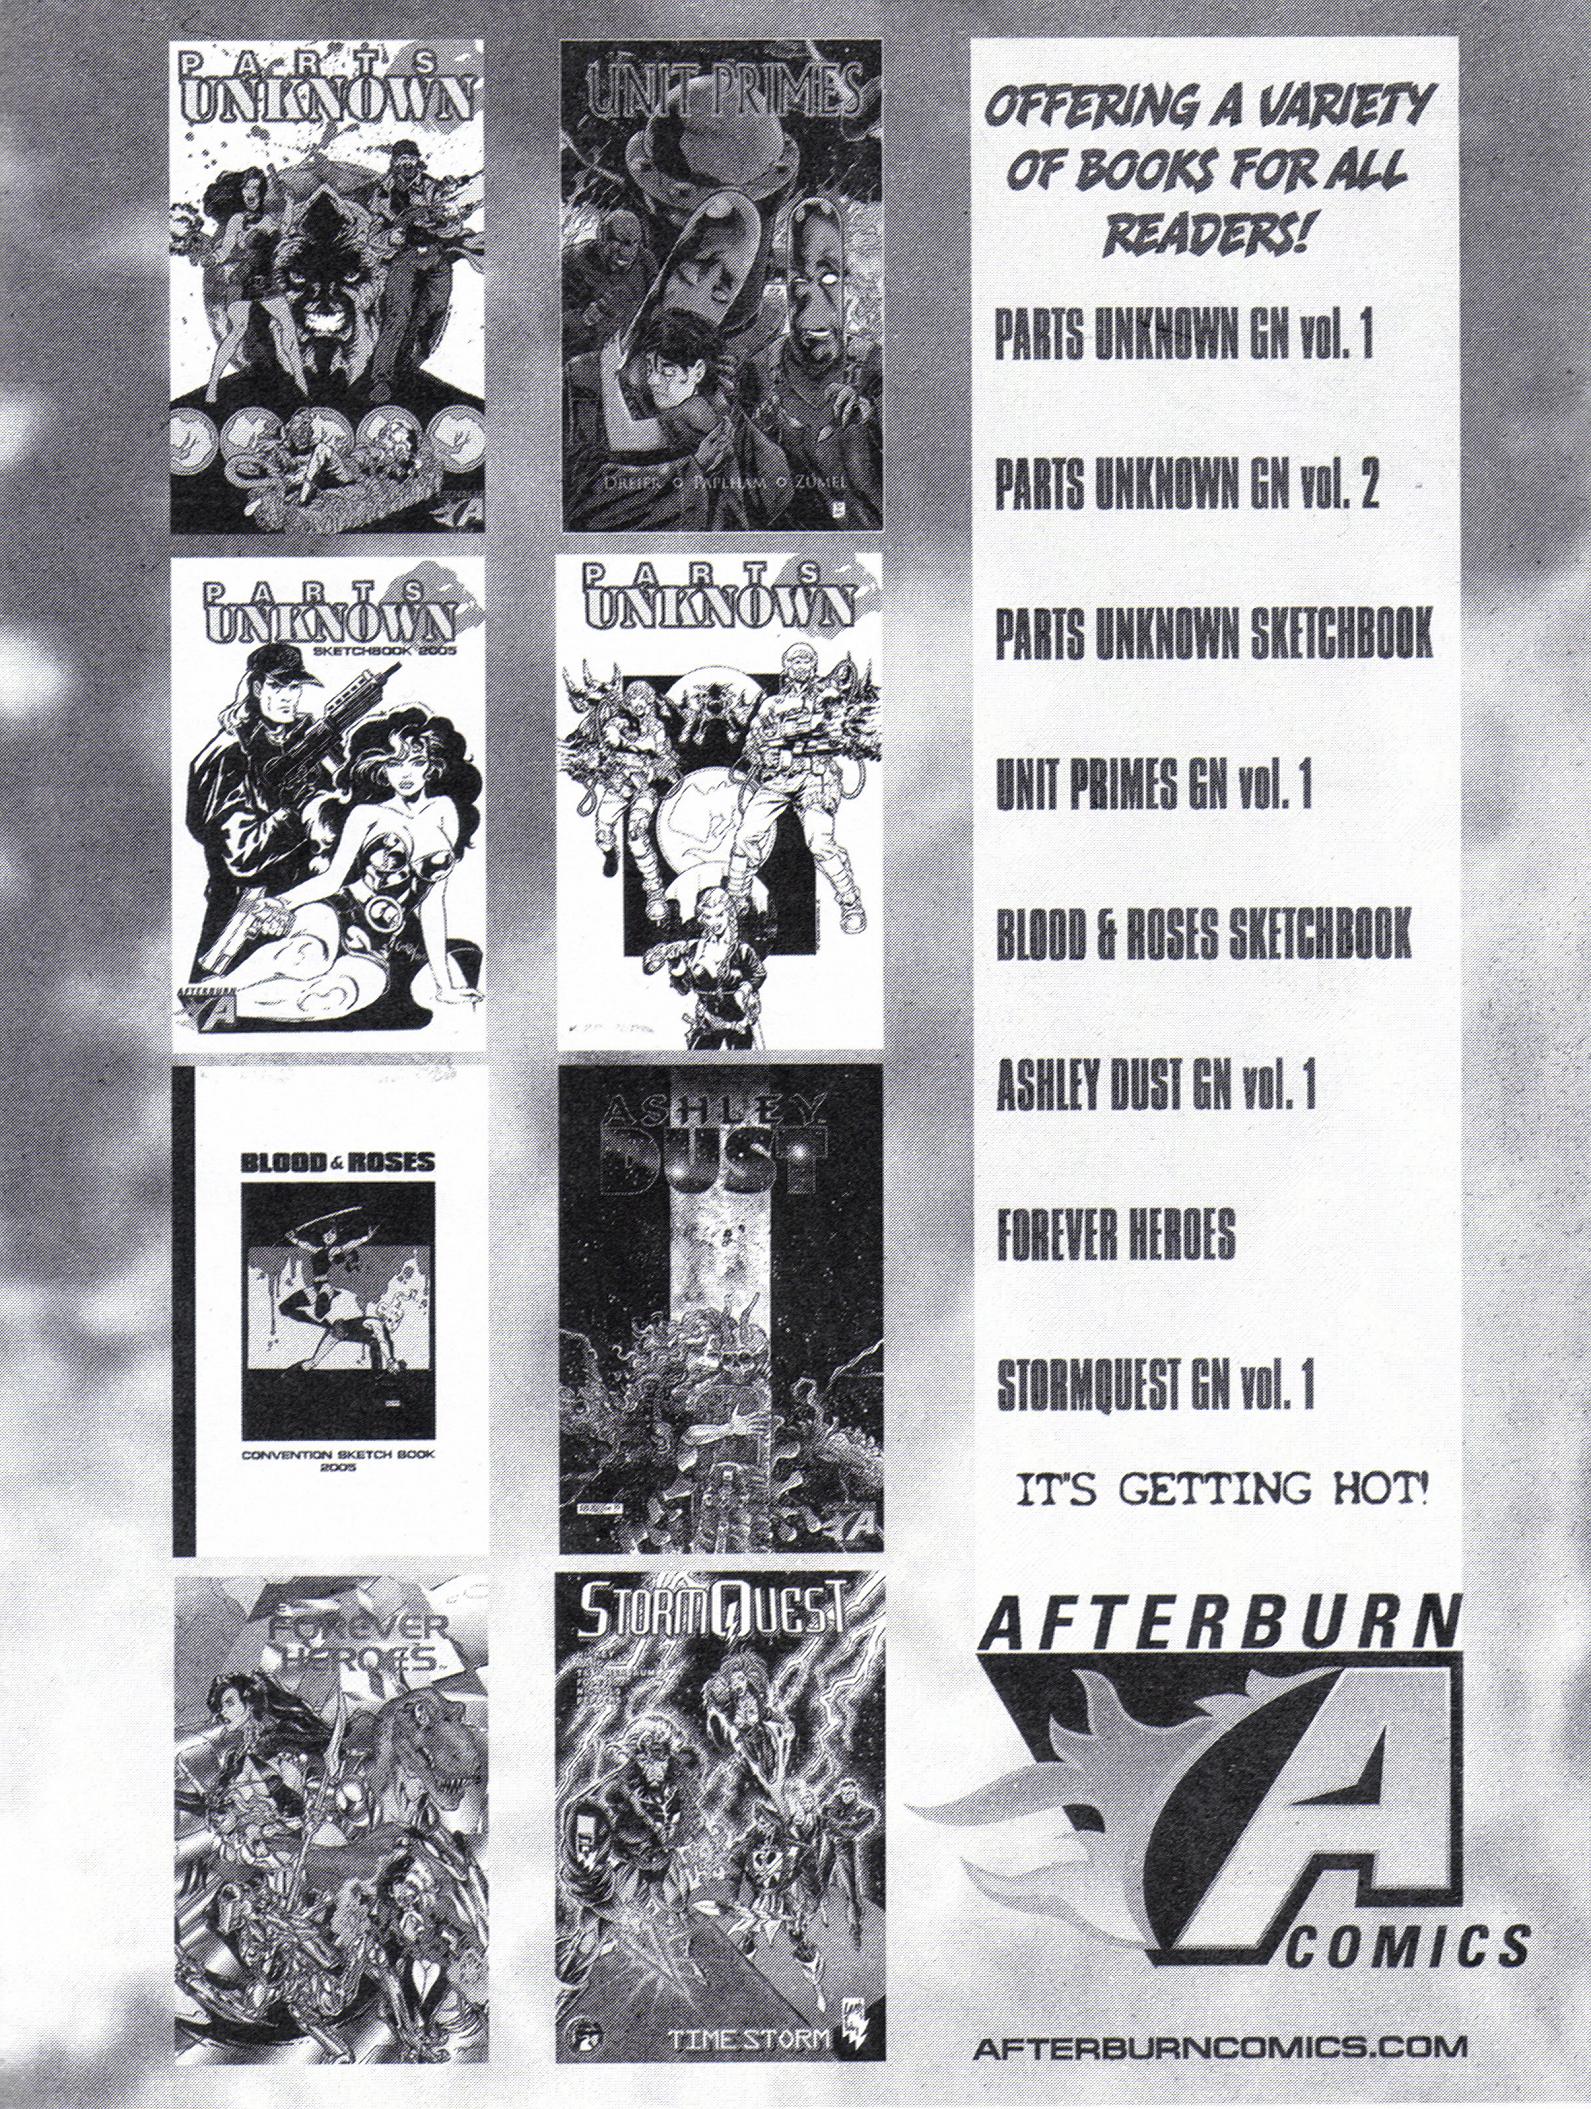 PARTS
UNKNOWN
UNIT PRIMES
DREIER ○ PAPLHAM ○ ZUMEL
PARTS
UNKNOWN
SKETCHBOOK 2005
AFTERBURN
A
PARTS
UNKNOWN
BLOOD & ROSES
CONVENTION SKETCH BOOK
2005
ASHLEY
DUST
A
FOREVER
HEROES
STORMQUEST
TIMESTORM
OFFERING A VARIETY
OF BOOKS FOR ALL
READERS!
PARTS UNKNOWN GN vol. 1
PARTS UNKNOWN GN vol. 2
PARTS UNKNOWN SKETCHBOOK
UNIT PRIMES GN vol. 1
BLOOD & ROSES SKETCHBOOK
ASHLEY DUST GN vol. 1
FOREVER HEROES
STORMQUEST GN vol. 1
IT'S GETTING HOT!
AFTERBURN
A
COMICS
AFTERBURNCOMICS.COM